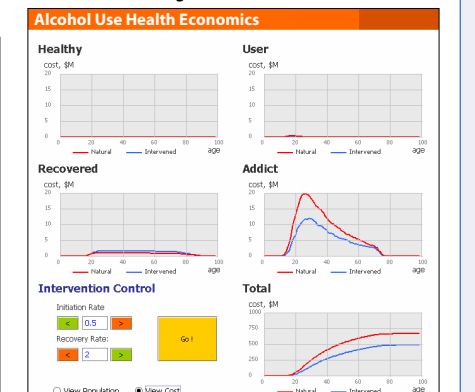 Alcohol Use Health Economics
Healthy
cost, $M
20
15
10
5
0
0 20 40 60 80 100
Natural Intervened age
User
cost, $M
20
15
10
5
0
0 20 40 60 80 100
Natural Intervened age
Recovered
cost, $M
20
15
10
5
0
0 20 40 60 80 100
Natural Intervened age
Addict
cost, $M
20
15
10
5
0
0 20 40 60 80 100
Natural Intervened age
Intervention Control
Initiation Rate
< 0.5 >
Recovery Rate:
< 2 >
Go !
View Population View Cost
Total
cost, $M
1000
750
500
250
0
0 20 40 60 80 100
Natural Intervened age